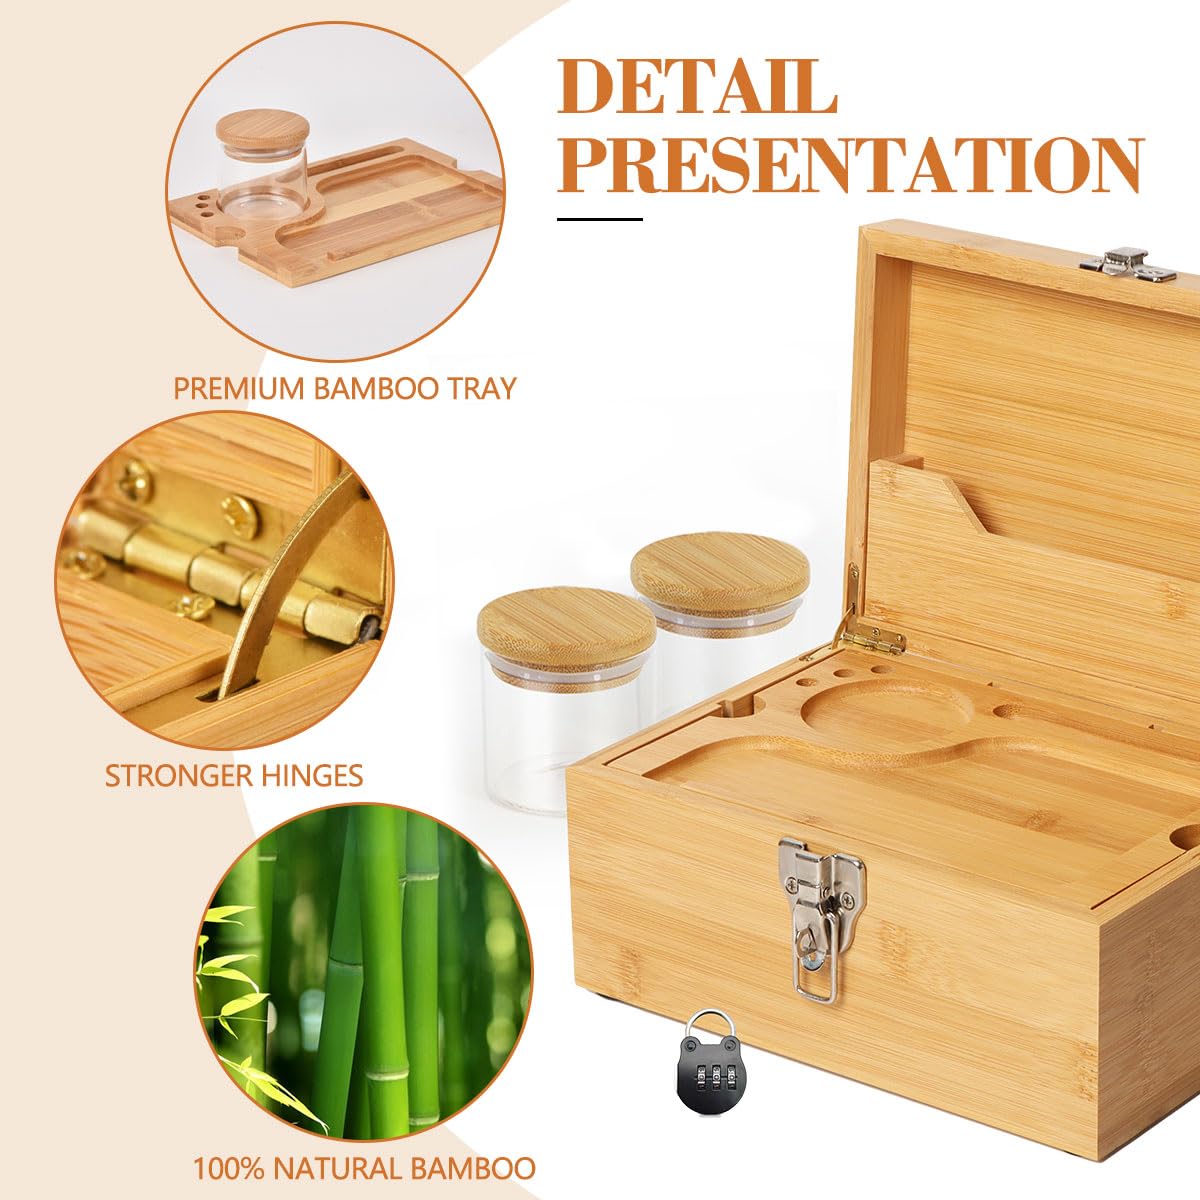 DETAIL
PRESENTATION
PREMIUM BAMBOO TRAY
STRONGER HINGES
100% NATURAL BAMBOO